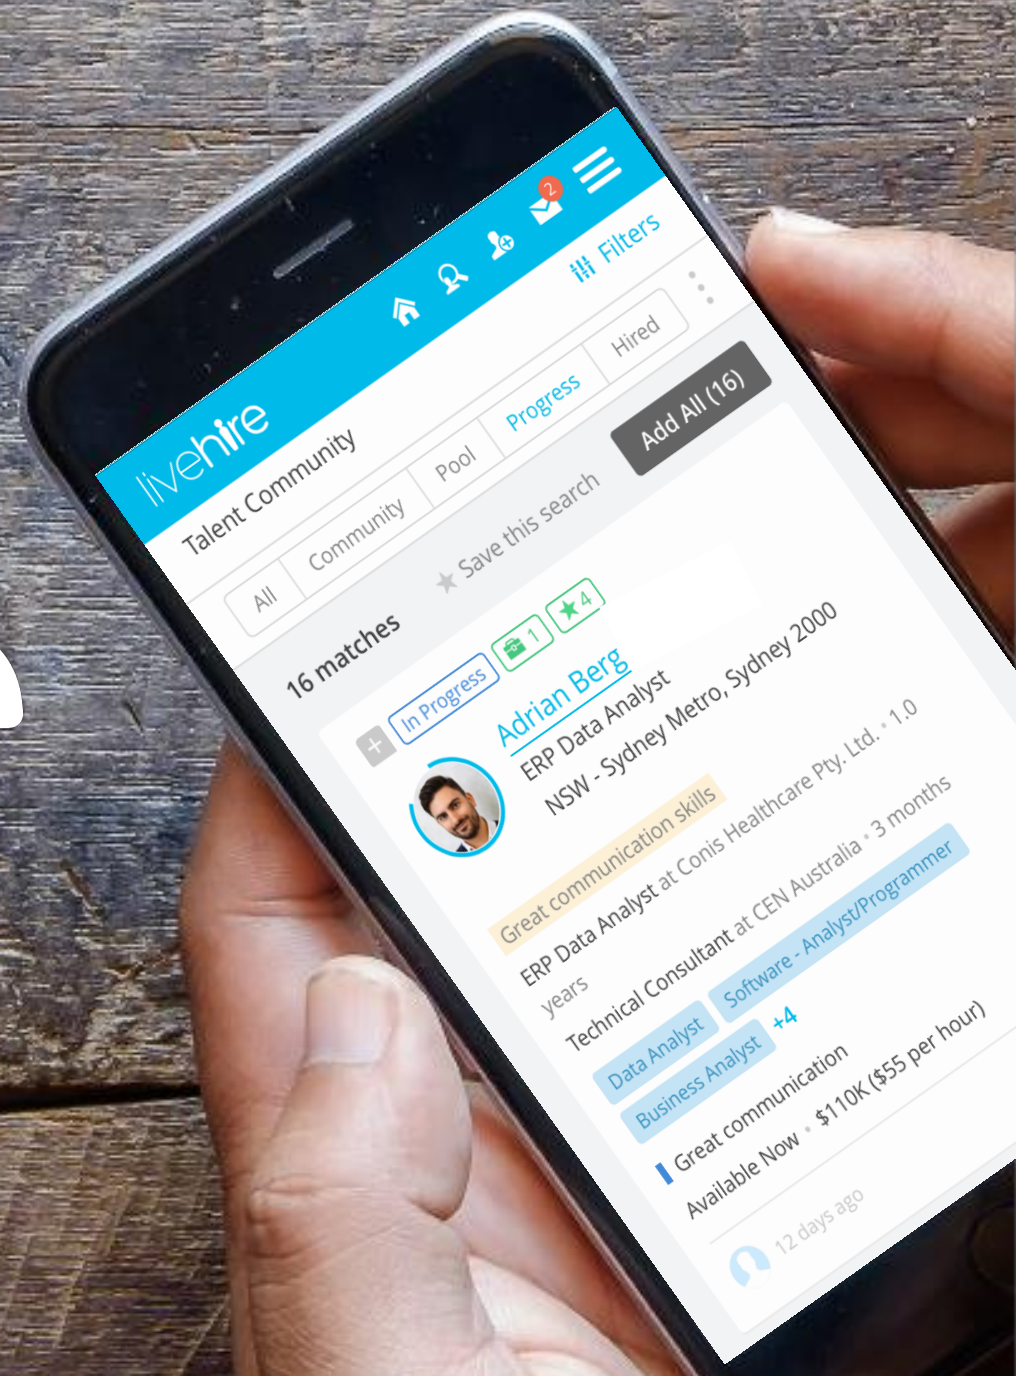 2
Filters
livehire
Talent Community
All
Community
Pool
Progress
Hired
16 matches
Save this search
Add All (16)
In Progress
1
4
Adrian Berg
ERP Data Analyst
NSW - Sydney Metro, Sydney 2000
Great communication skills
ERP Data Analyst at Conis Healthcare Pty. Ltd. • 1.0
years
Technical Consultant at CEN Australia • 3 months
Data Analyst
Software - Analyst/Programmer
Business Analyst
+4
Great communication
Available Now • $110K ($55 per hour)
12 days ago